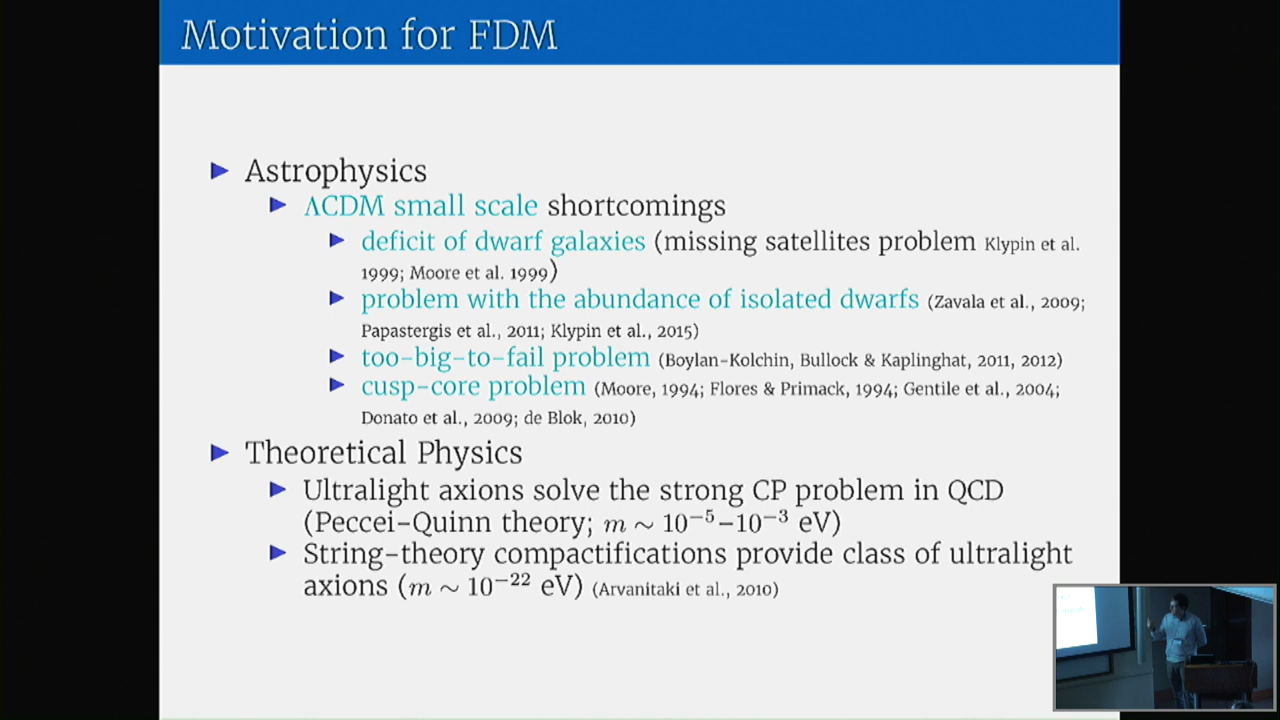 Motivation for FDM
▶ Astrophysics
▶ ΛCDM small scale shortcomings
▶ deficit of dwarf galaxies (missing satellites problem Klypin et al.
1999; Moore et al. 1999)
▶ problem with the abundance of isolated dwarfs (Zavala et al., 2009;
Papastergis et al., 2011; Klypin et al., 2015)
▶ too-big-to-fail problem (Boylan-Kolchin, Bullock & Kaplinghat, 2011, 2012)
▶ cusp-core problem (Moore, 1994; Flores & Primack, 1994; Gentile et al., 2004;
Donato et al., 2009; de Blok, 2010)
▶ Theoretical Physics
▶ Ultralight axions solve the strong CP problem in QCD
(Peccei-Quinn theory; m ∼ 10⁻⁵–10⁻³ eV)
▶ String-theory compactifications provide class of ultralight
axions (m ∼ 10⁻²² eV) (Arvanitaki et al., 2010)